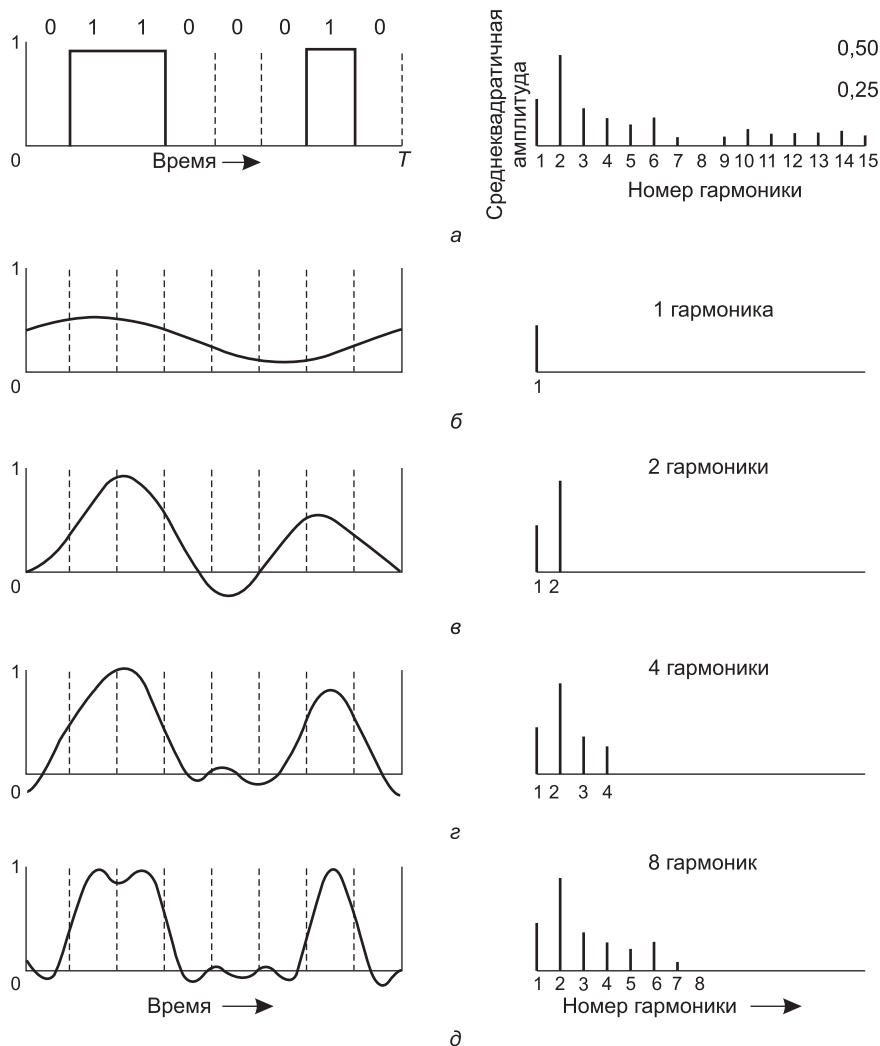 0 1 1 0 0 0 1 0
1
0
Время
T
Среднеквадратичная
амплитуда
0,50
0,25
1 2 3 4 5 6 7 8 9 10 11 12 13 14 15
Номер гармоники
а
1
0
1 гармоника
1
б
1
0
2 гармоники
1 2
в
1
0
4 гармоники
1 2 3 4
г
1
0
Время
8 гармоник
1 2 3 4 5 6 7 8
Номер гармоники
д